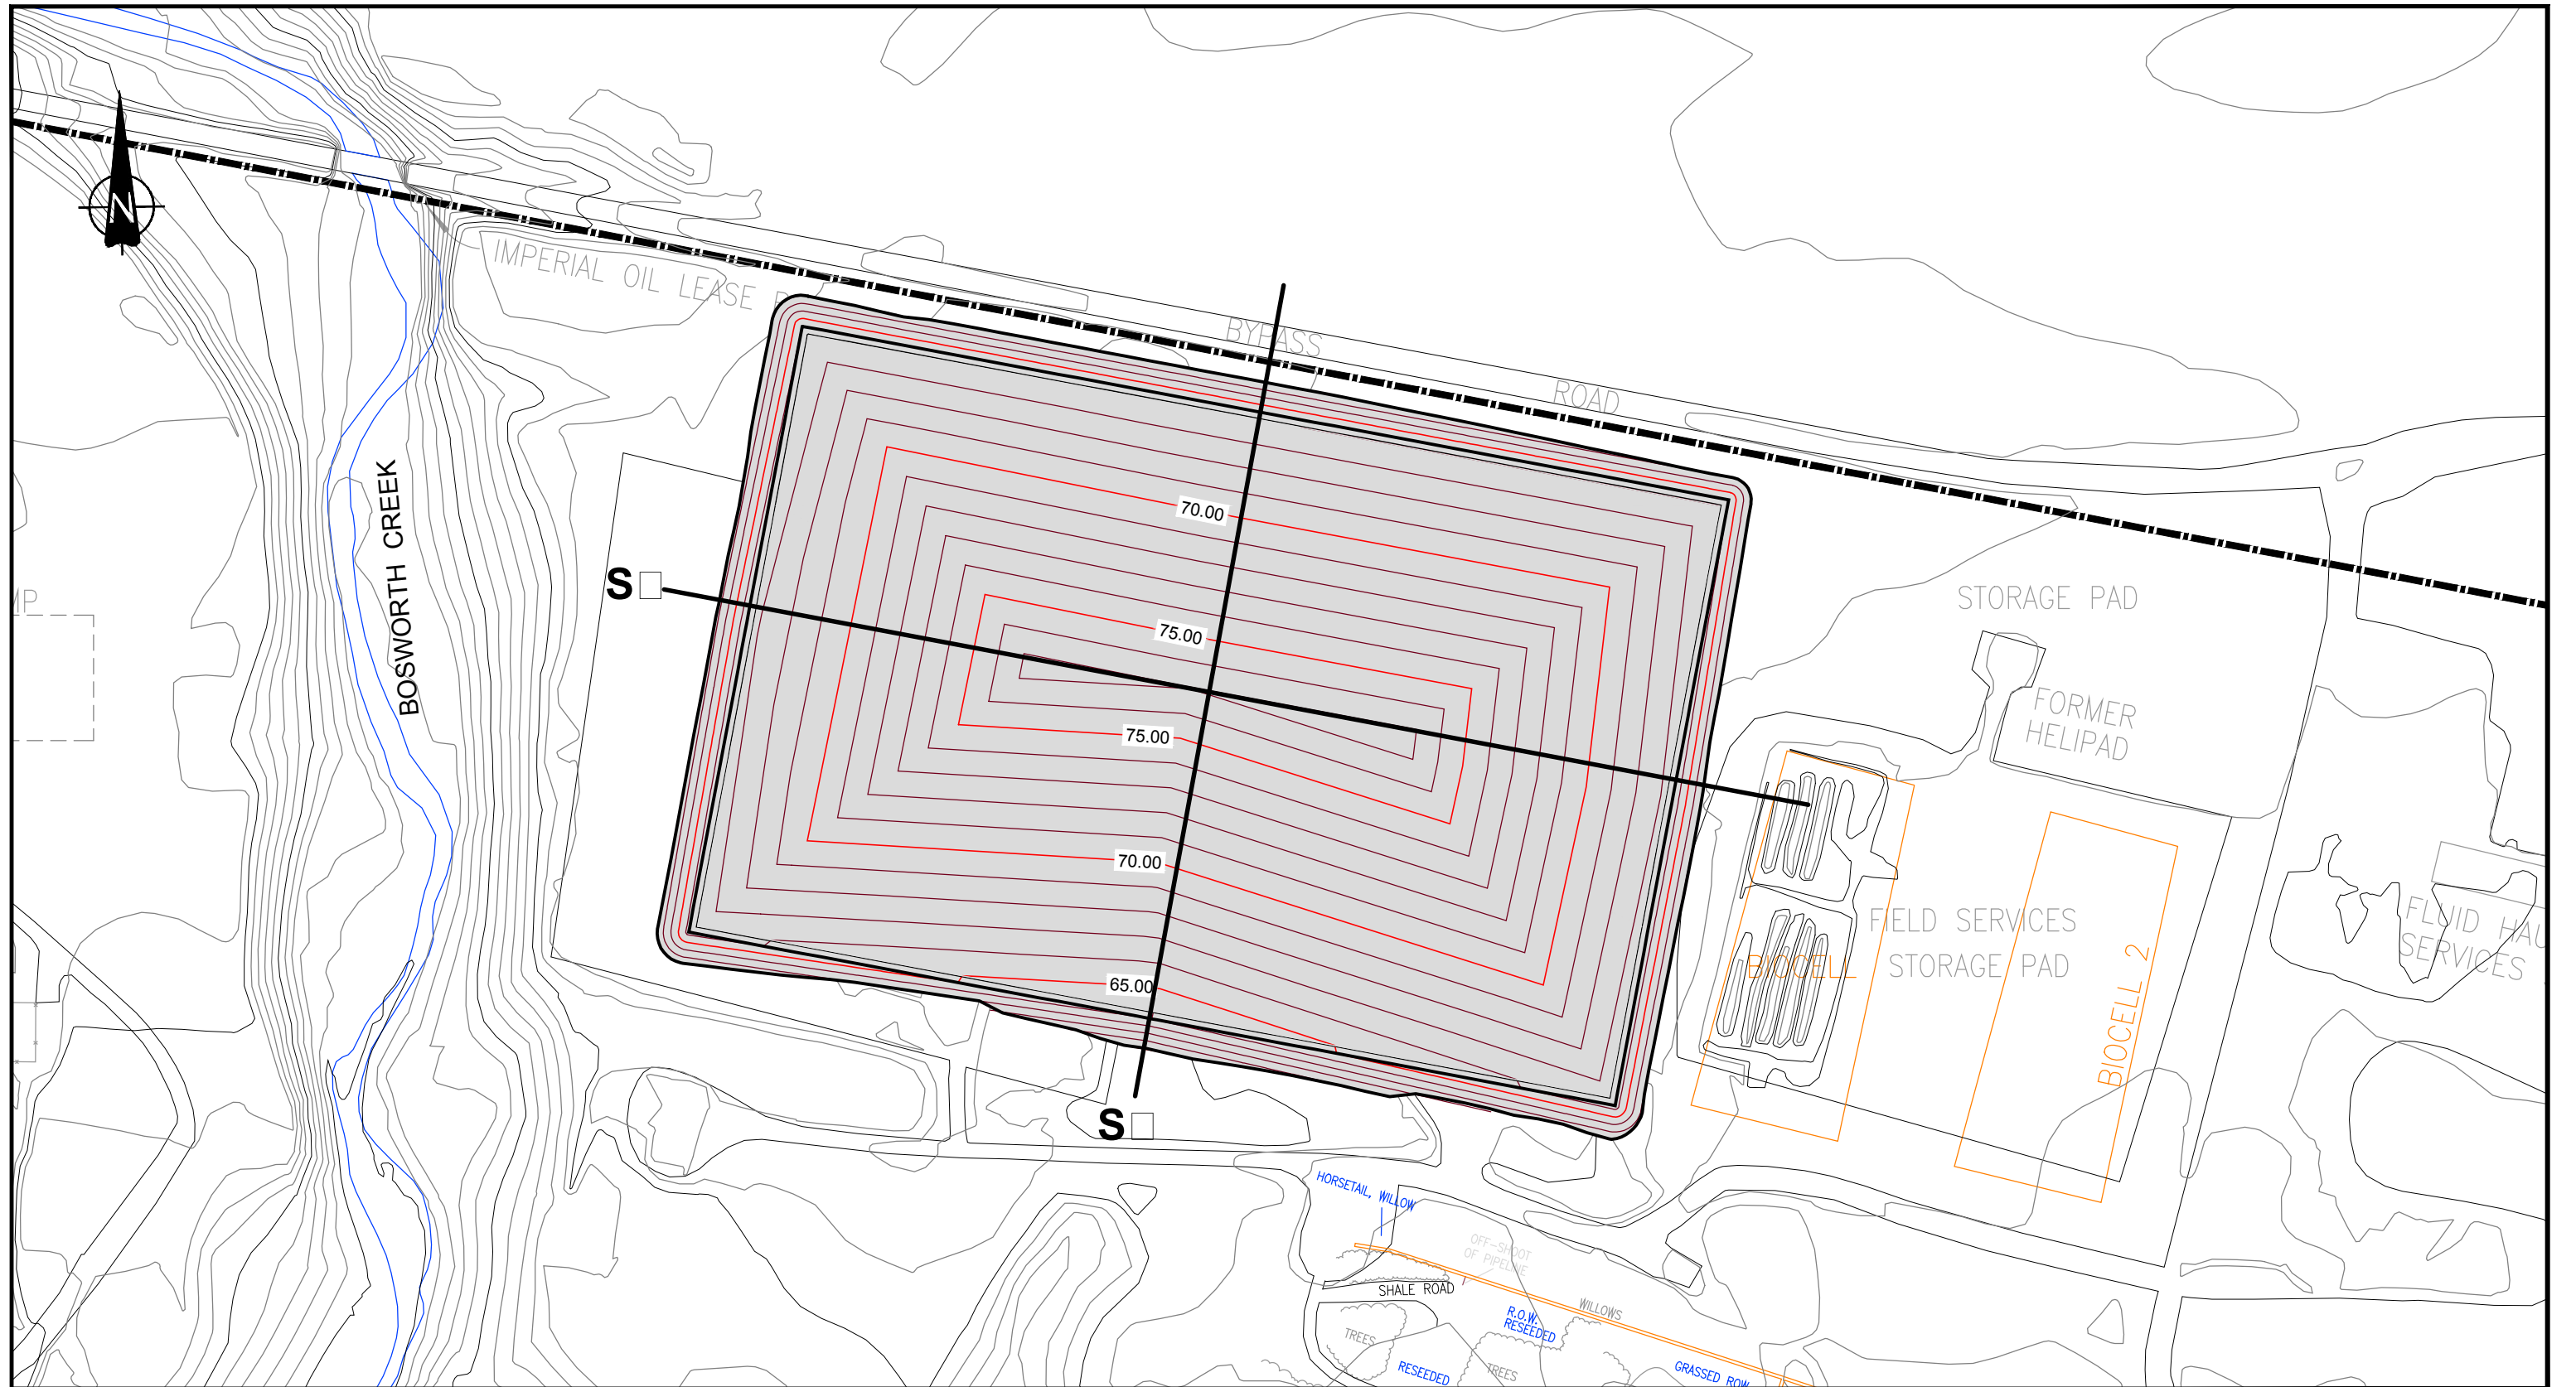 N
IMPERIAL OIL LEASE
BYPASS
ROAD
BOSWORTH CREEK
70.00
S
75.00
STORAGE PAD
FORMER
HELIPAD
75.00
70.00
FIELD SERVICES
STORAGE PAD
BIOCELL
BIOCELL 2
FLUID HAU
SERVICES
65.00
S
HORSETAIL, WILLOW
OFF-SHOOT
OF PIPELINE
SHALE ROAD
WILLOWS
R.O.W.
RESEEDED
TREES
RESEEDED
TREES
GRASSED ROW